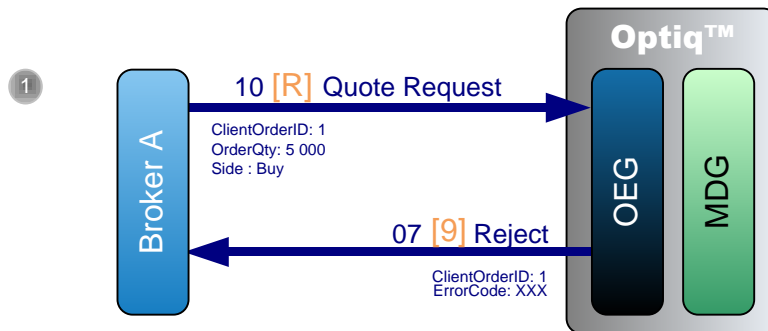 Optiq™
1
10 [R] Quote Request
ClientOrderID: 1
OrderQty: 5 000
Side : Buy
Broker A
OEG
MDG
07 [9] Reject
ClientOrderID: 1
ErrorCode: XXX